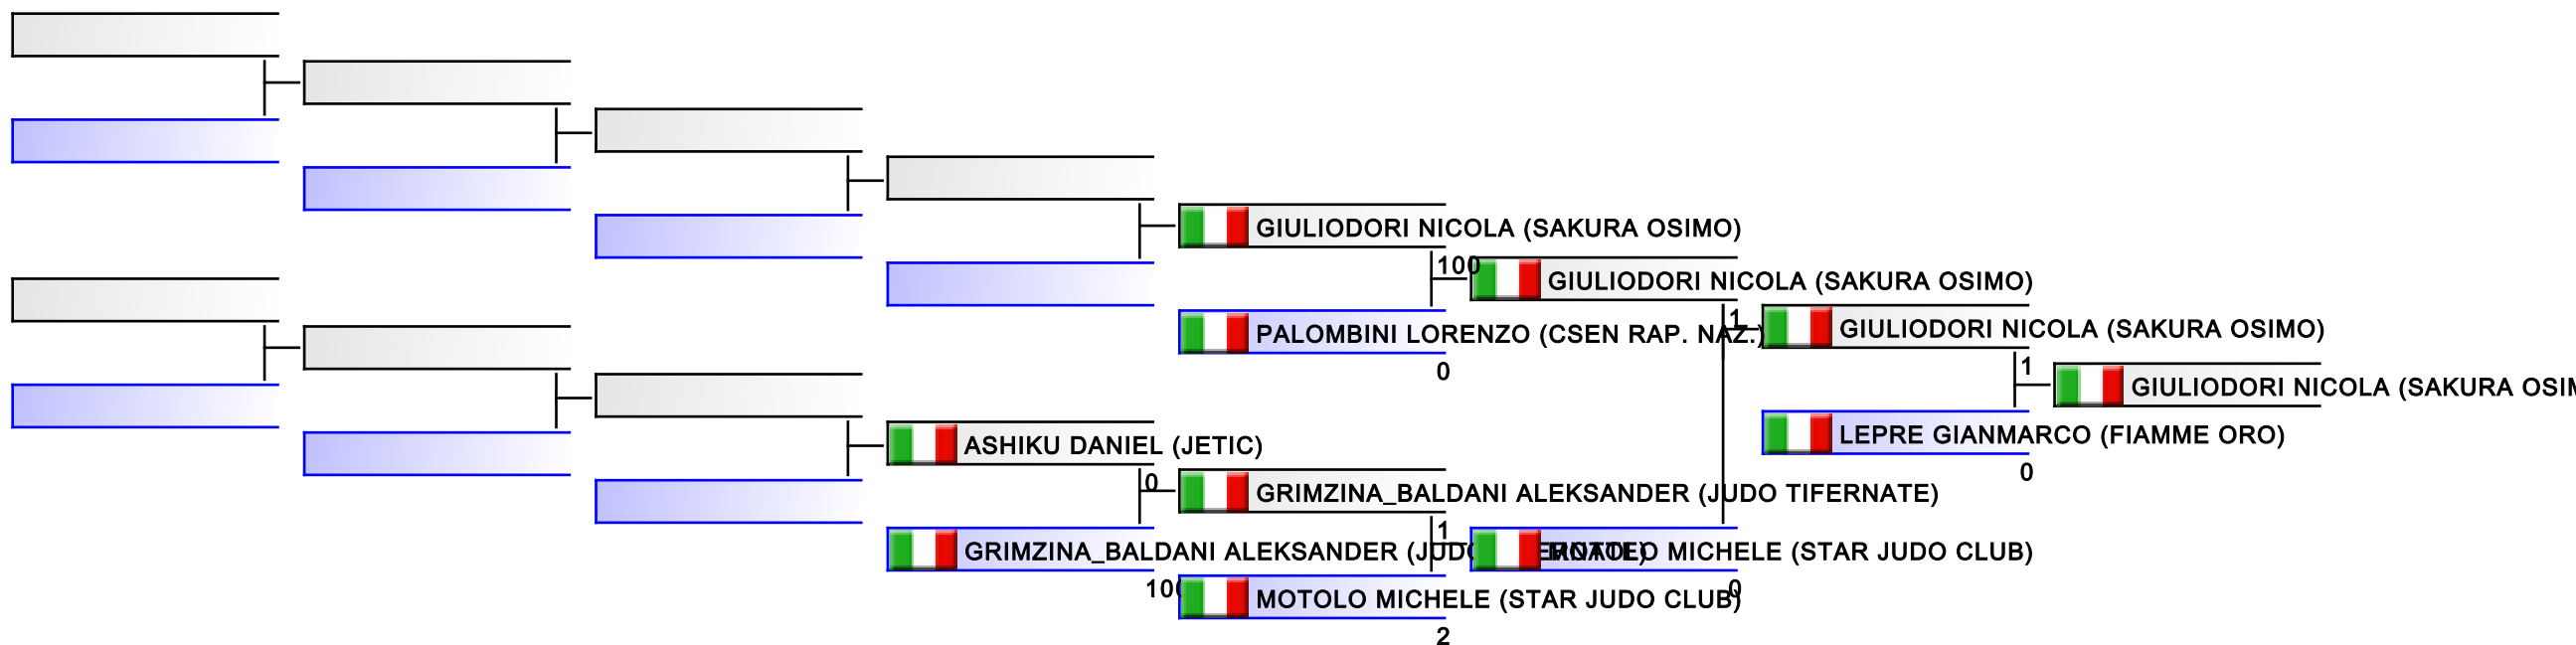 GIULIODORI NICOLA (SAKURA OSIMO)
100
GIULIODORI NICOLA (SAKURA OSIMO)
PALOMBINI LORENZO (CSEN RAP. NAZ.)
0
1
GIULIODORI NICOLA (SAKURA OSIMO)
1
GIULIODORI NICOLA (SAKURA OSIM
LEPRE GIANMARCO (FIAMME ORO)
0
ASHIKU DANIEL (JETIC)
0
GRIMZINA_BALDANI ALEKSANDER (JUDO TIFERNATE)
GRIMZINA_BALDANI ALEKSANDER
100
1
MOTOLO MICHELE (STAR JUDO CLUB)
0
MOTOLO MICHELE (STAR JUDO CLUB)
2